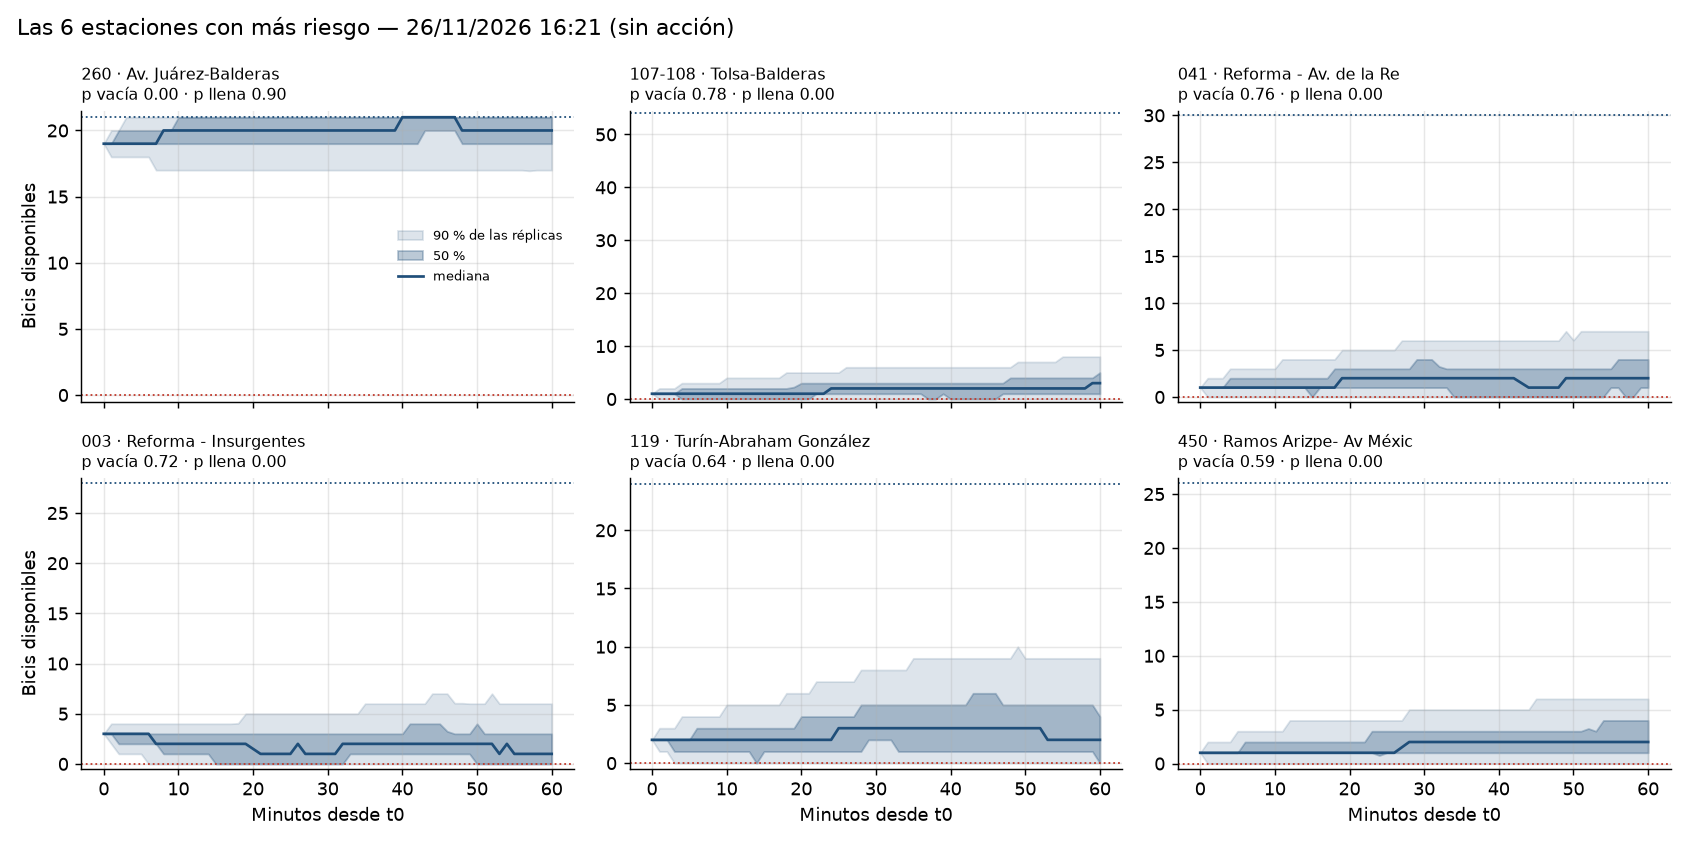 Las 6 estaciones con más riesgo — 26/11/2026 16:21 (sin acción)
260 · Av. Juárez-Balderas
p vacía 0.00 · p llena 0.90
Bicis disponibles
20
15
10
5
0
90 % de las réplicas
50 %
mediana
107-108 · Tolsa-Balderas
p vacía 0.78 · p llena 0.00
50
40
30
20
10
0
041 · Reforma - Av. de la Re
p vacía 0.76 · p llena 0.00
30
25
20
15
10
5
0
003 · Reforma - Insurgentes
p vacía 0.72 · p llena 0.00
Bicis disponibles
25
20
15
10
5
0
0 10 20 30 40 50 60
Minutos desde t0
119 · Turín-Abraham González
p vacía 0.64 · p llena 0.00
20
15
10
5
0
0 10 20 30 40 50 60
Minutos desde t0
450 · Ramos Arizpe- Av Méxic
p vacía 0.59 · p llena 0.00
25
20
15
10
5
0
0 10 20 30 40 50 60
Minutos desde t0